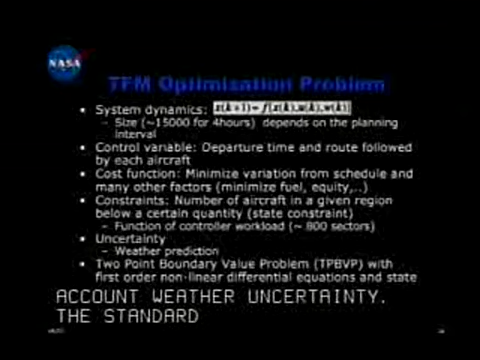 NASA
TFM Optimization Problem
• System dynamics: x(k+1)=f(x(k),u(k),w(k))
– Size (~15000 for 4hours) depends on the planning
interval
• Control variable: Departure time and route followed
by each aircraft
• Cost function: Minimize variation from schedule and
many other factors (minimize fuel, equity,..)
• Constraints: Number of aircraft in a given region
below a certain quantity (state constraint)
– Function of controller workload (~ 800 sectors)
• Uncertainty
– Weather prediction
• Two Point Boundary Value Problem (TPBVP) with
first order non-linear differential equations and state
ACCOUNT WEATHER UNCERTAINTY.
THE STANDARD